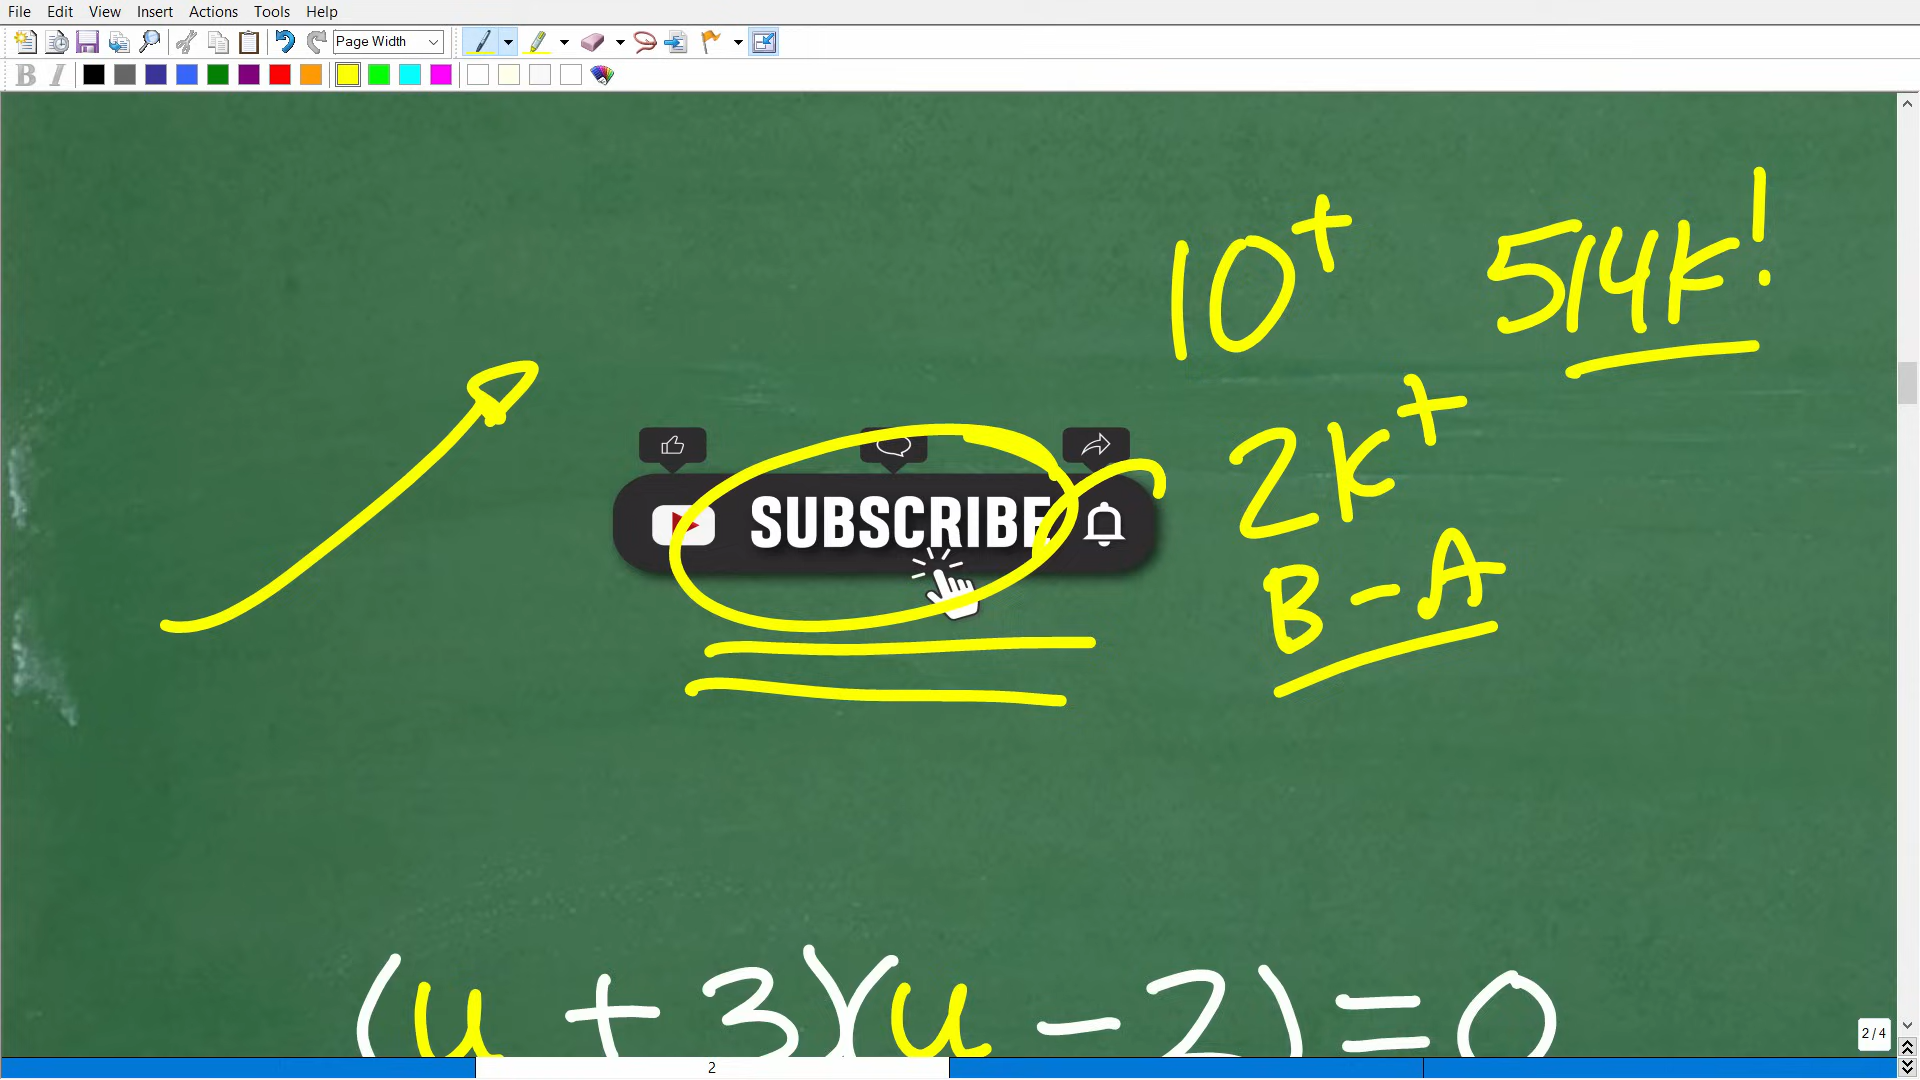 File Edit View Insert Actions Tools Help
Page Width
B I
10+ 514K!
2K+
SUBSCRIBE
B - A
(u + 3)(u - 2) = 0
2 / 4
2